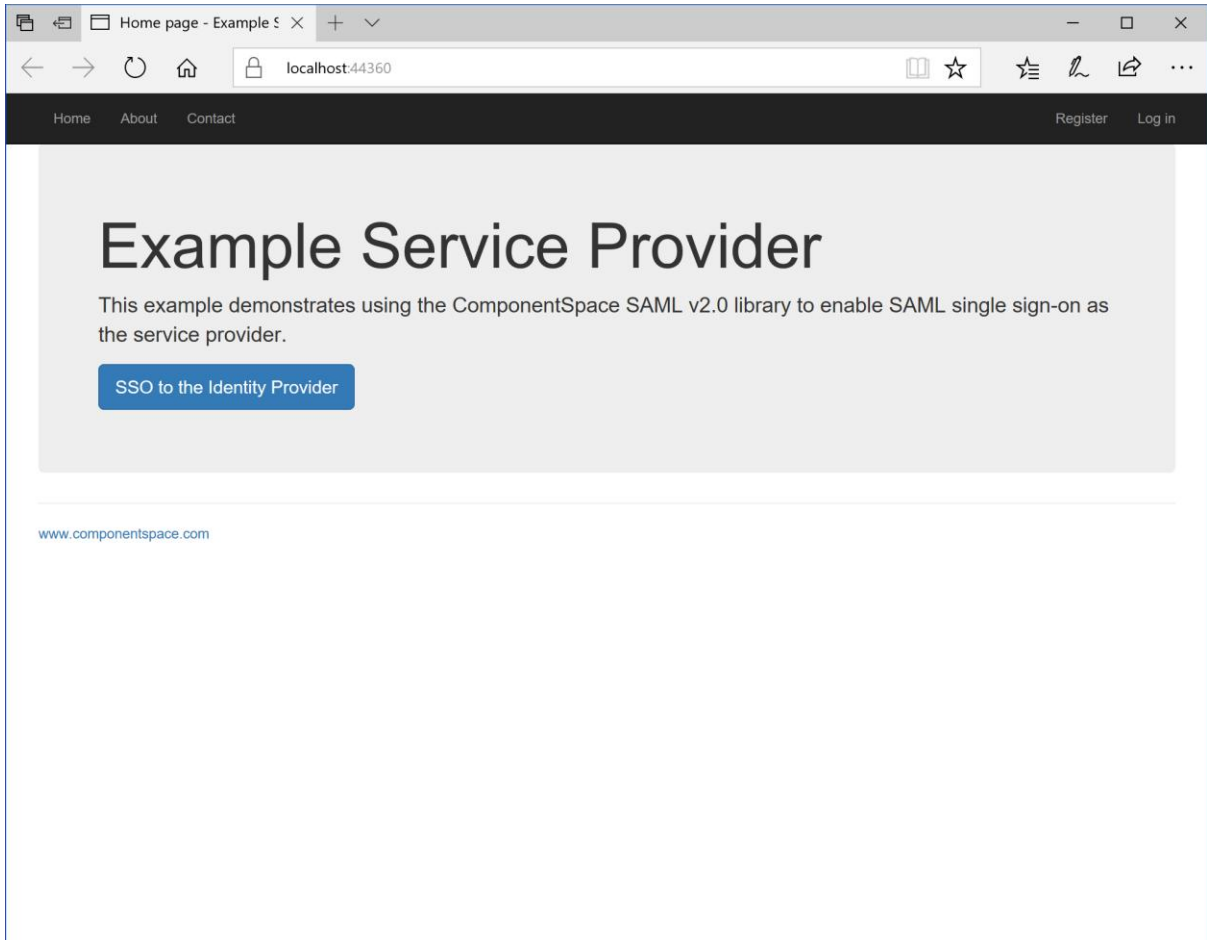 Home page - Example S
localhost:44360
Home About Contact Register Log in
Example Service Provider
This example demonstrates using the ComponentSpace SAML v2.0 library to enable SAML single sign-on as
the service provider.
SSO to the Identity Provider
www.componentspace.com